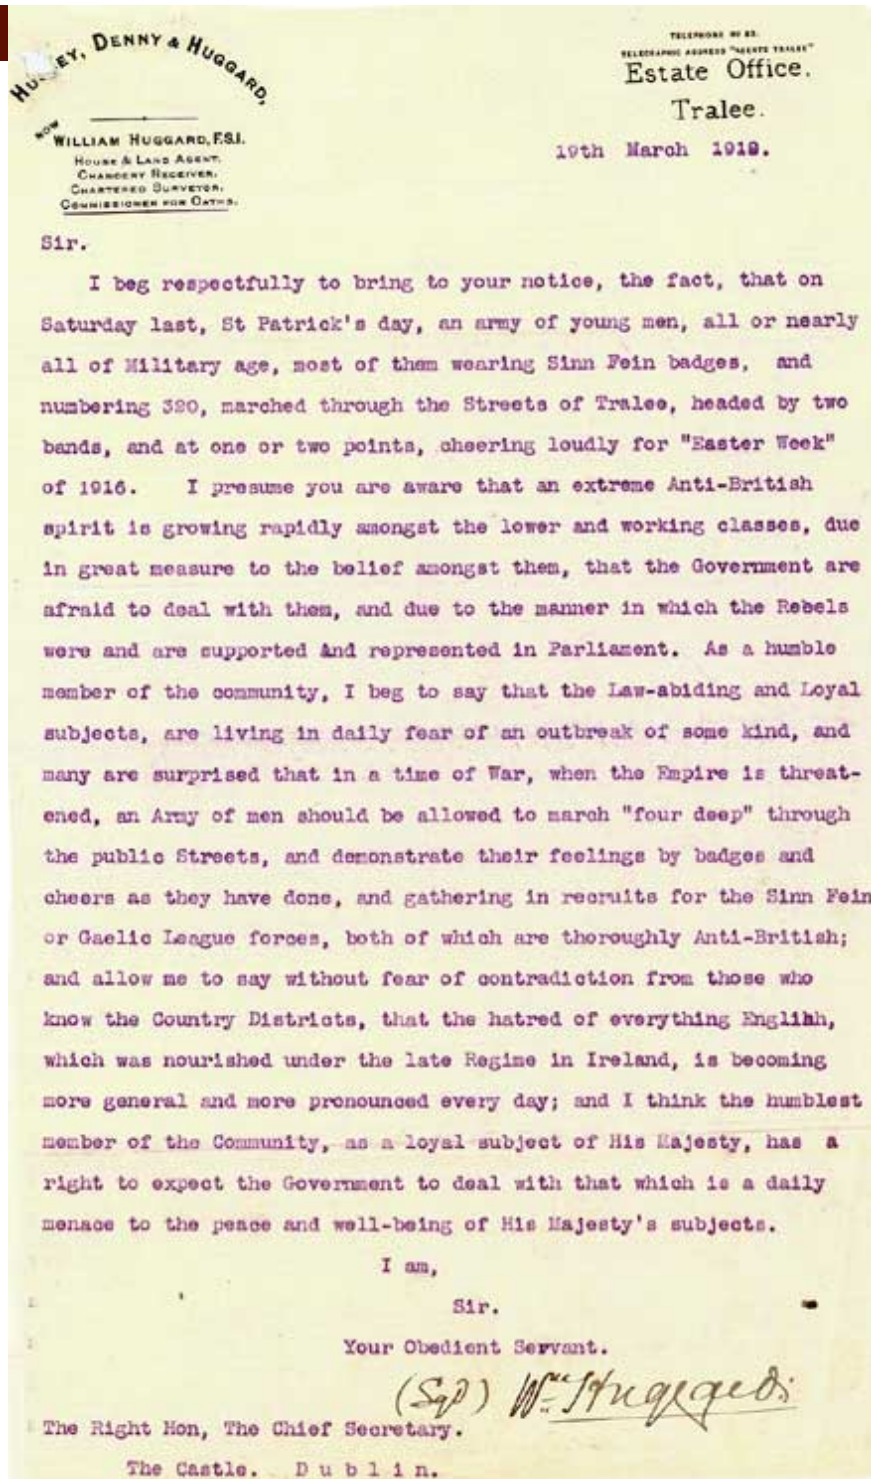 DENNY & HUGGARD,
NOW
WILLIAM HUGGARD, F.S.I.
HOUSE & LAND AGENT.
CHANCERY RECEIVER.
CHARTERED SURVEYOR.
COMMISSIONER FOR OATHS.
TELEPHONE NO
TELEGRAPHIC ADDRESS "AGENTS TRALEE"
Estate Office.
Tralee.
19th March
Sir.
I beg respectfully to bring to your notice, the fact, that on
Saturday last, St Patrick's day, an army of young men, all or nearly
all of Military age, most of them wearing Sinn Fein badges, and
numbering 320, marched through the Streets of Tralee, headed by two
bands, and at one or two points, cheering loudly for "Easter Week"
of 1916. I presume you are aware that an extreme Anti-British
spirit is growing rapidly amongst the lower and working classes, due
in great measure to the belief amongst them, that the Government are
afraid to deal with them, and due to the manner in which the Rebels
were and are supported And represented in Parliament. As a humble
member of the community, I beg to say that the Law-abiding and Loyal
subjects, are living in daily fear of an outbreak of some kind, and
many are surprised that in a time of War, when the Empire is threat-
ened, an Army of men should be allowed to march "four deep" through
the public Streets, and demonstrate their feelings by badges and
cheers as they have done, and gathering in recruits for the Sinn Fein
or Gaelic League forces, both of which are thoroughly Anti-British;
and allow me to say without fear of contradiction from those who
know the Country Districts, that the hatred of everything Englihh,
which was nourished under the late Regime in Ireland, is becoming
more general and more pronounced every day; and I think the humblest
member of the Community, as a loyal subject of His Majesty, has a
right to expect the Government to deal with that which is a daily
menace to the peace and well-being of His Majesty's subjects.
I am,
Sir.
Your Obedient Servant.
(Sgd) Wm Huggard
The Right Hon, The Chief Secretary.
The Castle. Dublin.